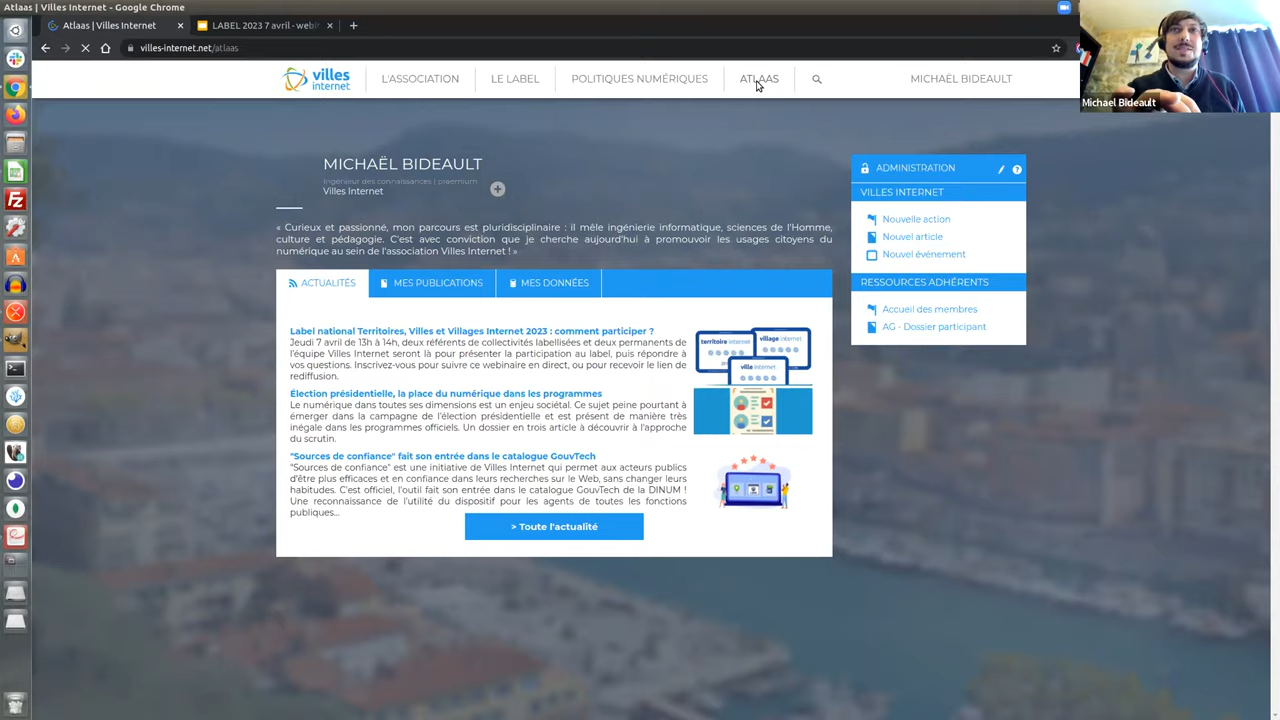 Atlaas | Villes Internet - Google Chrome
Atlaas | Villes Internet
LABEL 2023 7 avril - webi
villes-internet.net/atlaas
villes internet
L'ASSOCIATION
LE LABEL
POLITIQUES NUMÉRIQUES
ATLAAS
MICHAËL BIDEAULT
Michael Bideault
MICHAËL BIDEAULT
Ingénieur des connaissances | praemium
Villes Internet
« Curieux et passionné, mon parcours est pluridisciplinaire : il mêle ingénierie informatique, sciences de l'Homme,
culture et pédagogie. C'est avec conviction que je cherche aujourd'hui à promouvoir les usages citoyens du
numérique au sein de l'association Villes Internet ! »
ACTUALITÉS
MES PUBLICATIONS
MES DONNÉES
Label national Territoires, Villes et Villages Internet 2023 : comment participer ?
Jeudi 7 avril de 13h à 14h, deux référents de collectivités labellisées et deux permanents de
l'équipe Villes Internet seront là pour présenter la participation au label, puis répondre à
vos questions. Inscrivez-vous pour suivre ce webinaire en direct, ou pour recevoir le lien de
rediffusion.
territoire internet
village internet
ville internet
Élection présidentielle, la place du numérique dans les programmes
Le numérique dans toutes ses dimensions est un enjeu sociétal. Ce sujet peine pourtant à
émerger dans la campagne de l'élection présidentielle et est présent de manière très
inégale dans les programmes officiels. Un dossier en trois article à découvrir à l'approche
du scrutin.
"Sources de confiance" fait son entrée dans le catalogue GouvTech
"Sources de confiance" est une initiative de Villes Internet qui permet aux acteurs publics
d'être plus efficaces et en confiance dans leurs recherches sur le Web, sans changer leurs
habitudes. C'est officiel, l'outil fait son entrée dans le catalogue GouvTech de la DINUM !
Une reconnaissance de l'utilité du dispositif pour les agents de toutes les fonctions
publiques...
> Toute l'actualité
ADMINISTRATION
VILLES INTERNET
Nouvelle action
Nouvel article
Nouvel événement
RESSOURCES ADHÉRENTS
Accueil des membres
AG - Dossier participant